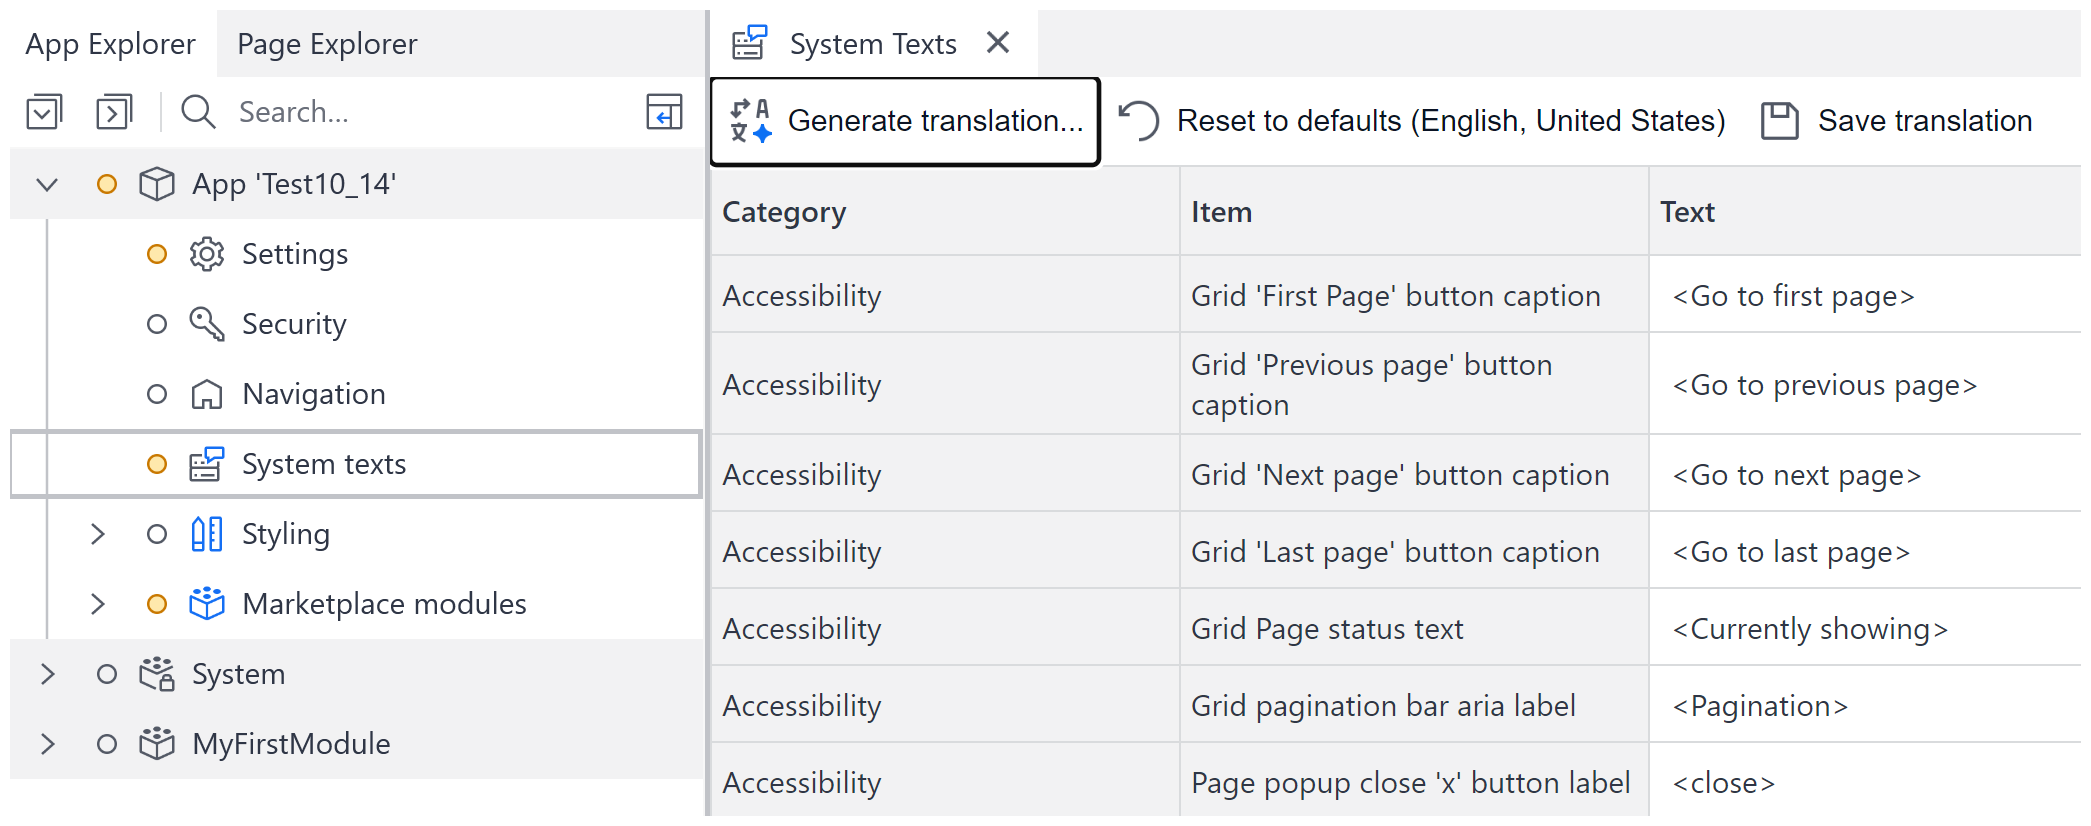 App Explorer
Page Explorer
Search...
App 'Test10_14'
Settings
Security
Navigation
System texts
Styling
Marketplace modules
System
MyFirstModule
System Texts
Generate translation...
Reset to defaults (English, United States)
Save translation
Category Item Text
Accessibility Grid 'First Page' button caption <Go to first page>
Accessibility Grid 'Previous page' button
caption <Go to previous page>
Accessibility Grid 'Next page' button caption <Go to next page>
Accessibility Grid 'Last page' button caption <Go to last page>
Accessibility Grid Page status text <Currently showing>
Accessibility Grid pagination bar aria label <Pagination>
Accessibility Page popup close 'x' button label <close>